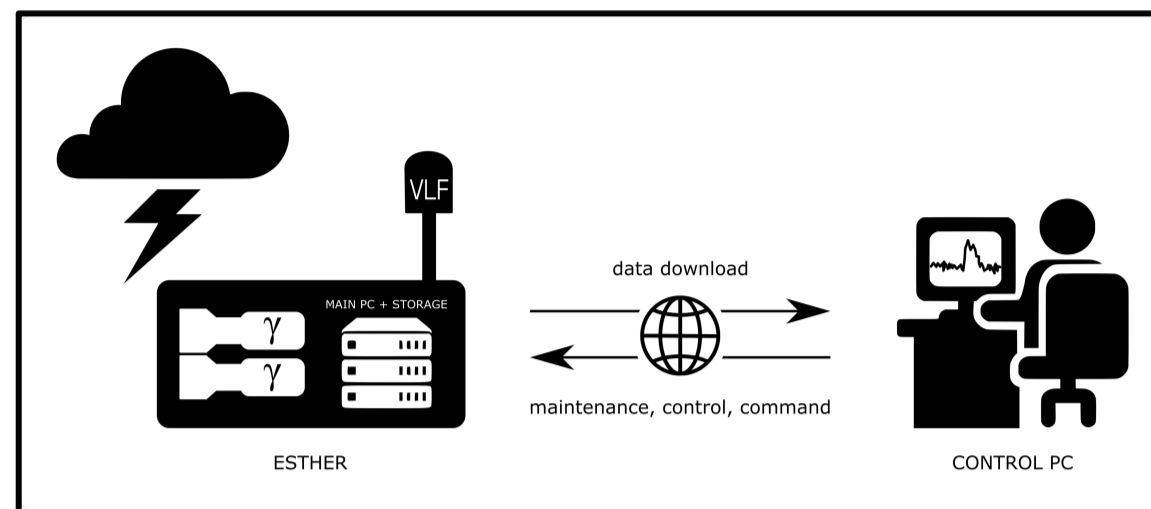 VLF
data download
MAIN PC + STORAGE
γ
γ
maintenance, control, command
ESTHER
CONTROL PC